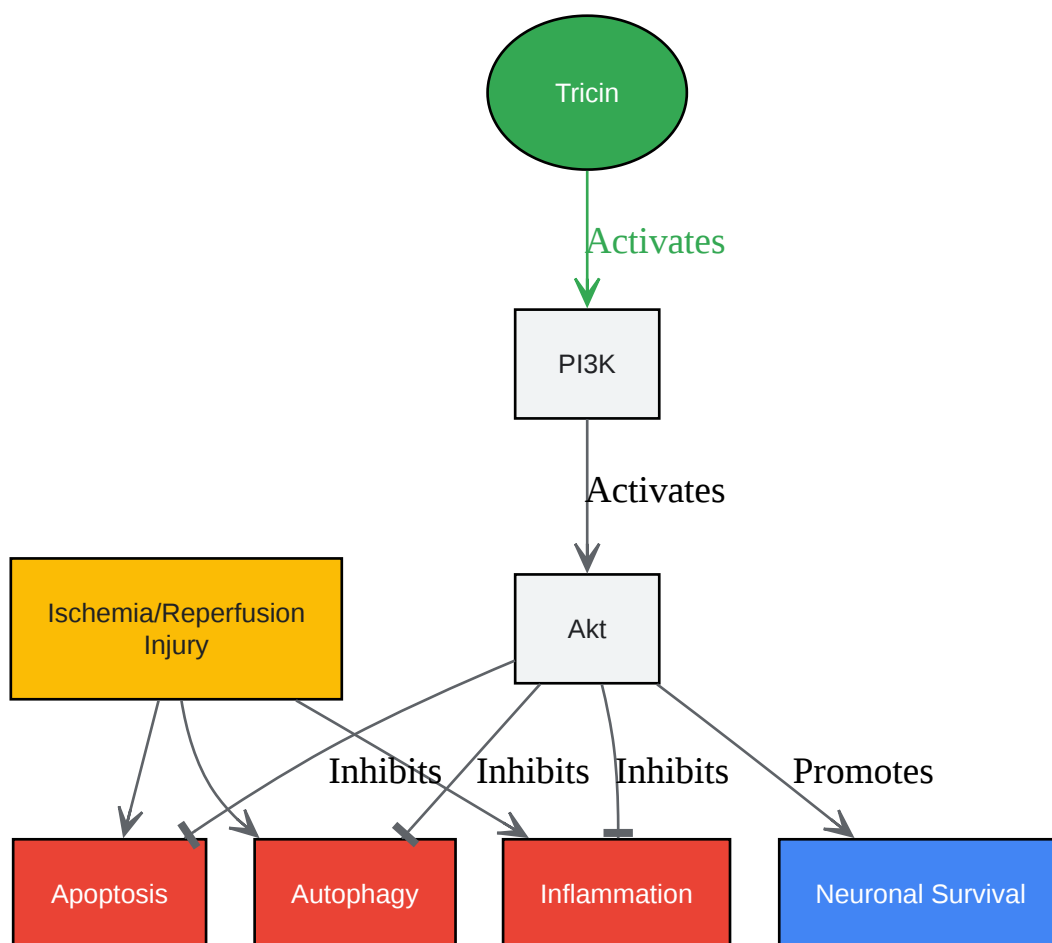 Tricin
Activates
PI3K
Activates
Ischemia/Reperfusion
Injury
Akt
Inhibits
Inhibits
Inhibits
Promotes
Apoptosis
Autophagy
Inflammation
Neuronal Survival